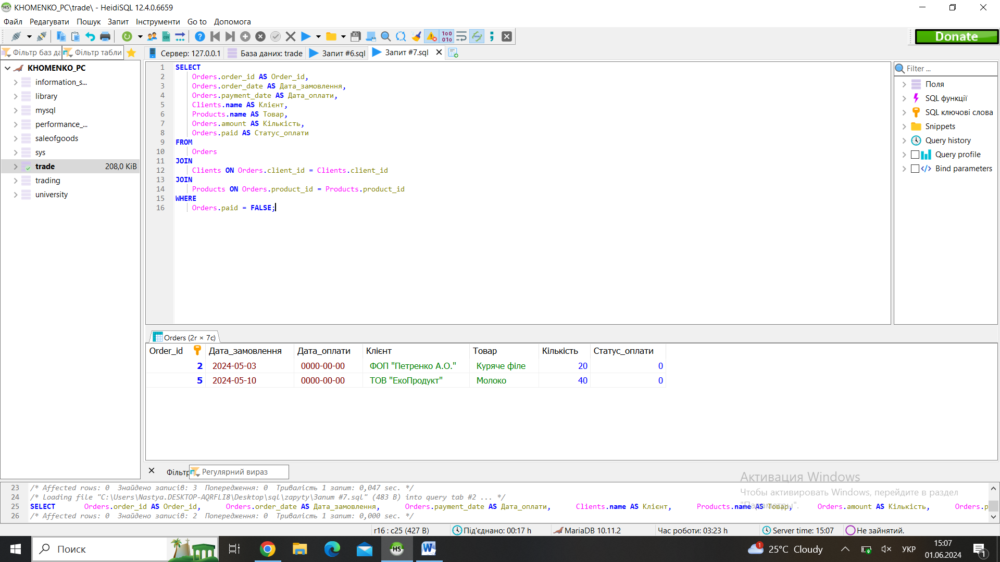 KHOMENKO_PC\trade\ - HeidiSQL 12.4.0.6659
Файл Редагувати Пошук Запит Інструменти Go to Допомога
Donate
Фільтр баз да Фільтр табли Сервер: 127.0.0.1 База даних: trade Запит #6.sql Запит #7.sql
KHOMENKO_PC
information_s...
library
mysql
performance_...
saleofgoods
sys
trade 208,0 KiB
trading
university
1 SELECT
2 Orders.order_id AS Order_id,
3 Orders.order_date AS Дата_замовлення,
4 Orders.payment_date AS Дата_оплати,
5 Clients.name AS Клієнт,
6 Products.name AS Товар,
7 Orders.amount AS Кількість,
8 Orders.paid AS Статус_оплати
9 FROM
10 Orders
11 JOIN
12 Clients ON Orders.client_id = Clients.client_id
13 JOIN
14 Products ON Orders.product_id = Products.product_id
15 WHERE
16 Orders.paid = FALSE;
Filter ...
Поля
SQL функції
SQL ключові слова
Snippets
Query history
Query profile
Bind parameters
Orders (2r × 7c)
Order_id Дата_замовлення Дата_оплати Клієнт Товар Кількість Статус_оплати
2 2024-05-03 0000-00-00 ФОП "Петренко А.О." Куряче філе 20 0
5 2024-05-10 0000-00-00 ТОВ "ЕкоПродукт" Молоко 40 0
Фільтр Регулярний вираз
23 /* Affected rows: 0 Знайдено записів: 3 Попередження: 0 Тривалість 1 запит: 0,047 sec. */
24 /* Loading file "C:\Users\Nastya.DESKTOP-AQRFLI8\Desktop\sql\zapyty\Запит #7.sql" (483 B) into query tab #2 ... */
25 SELECT Orders.order_id AS Order_id, Orders.order_date AS Дата_замовлення, Orders.payment_date AS Дата_оплати, Clients.name AS Клієнт, Products.name AS Товар, Orders.amount AS Кількість, Orders.p
26 /* Affected rows: 0 Знайдено записів: 2 Попередження: 0 Тривалість 1 запит: 0,000 sec. */
Активация Windows
Чтобы активировать Windows, перейдите в раздел
"Параметры".
r16 : c25 (427 B) Під'єднано: 00:17 h MariaDB 10.11.2 Час роботи: 03:23 h Server time: 15:07 Не зайнятий.
Поиск
25°C Cloudy
УКР
15:07
01.06.2024
1
1